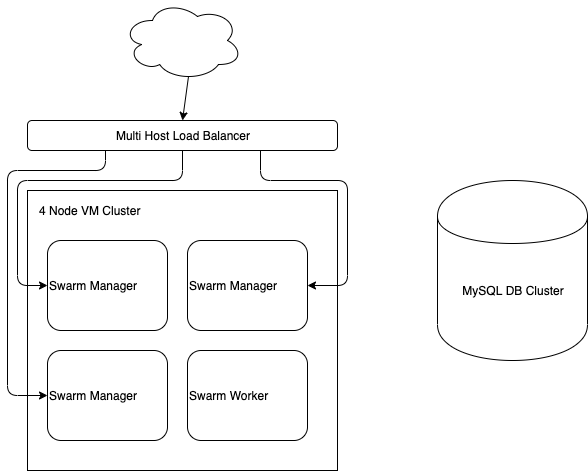 Multi Host Load Balancer
4 Node VM Cluster
Swarm Manager
Swarm Manager
MySQL DB Cluster
Swarm Manager
Swarm Worker